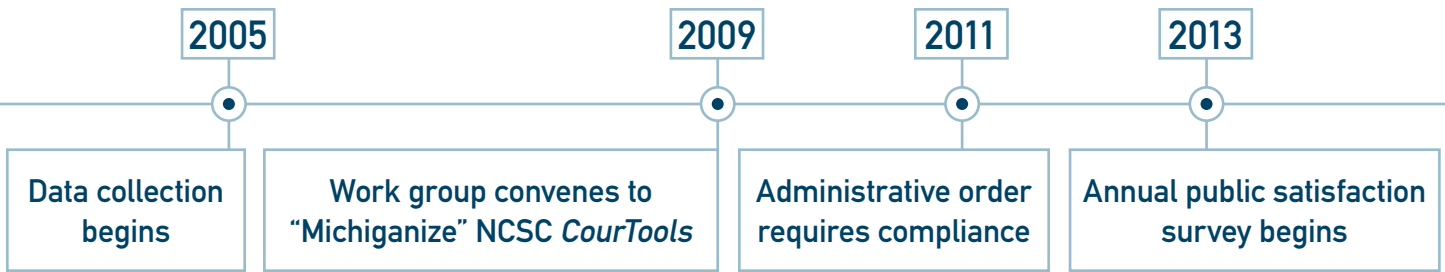 2005
2009
2011
2013
Data collection
begins
Work group convenes to
“Michiganize” NCSC CourTools
Administrative order
requires compliance
Annual public satisfaction
survey begins